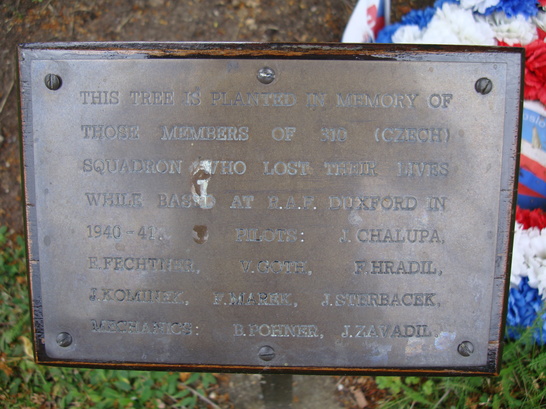 THIS TREE IS PLANTED IN MEMORY OF
THOSE MEMBERS OF 310 (CZECH)
SQUADRON WHO LOST THEIR LIVES
WHILE BASED AT R.A.F. DUXFORD IN
1940-41. PILOTS: J. CHALUPA,
E. FECHTNER, V. GOTH, F. HRADIL,
J. KOMINEK, F. MAREK, J. STERBACEK,
MECHANICS: B. POHNER, J. ZAVADIL